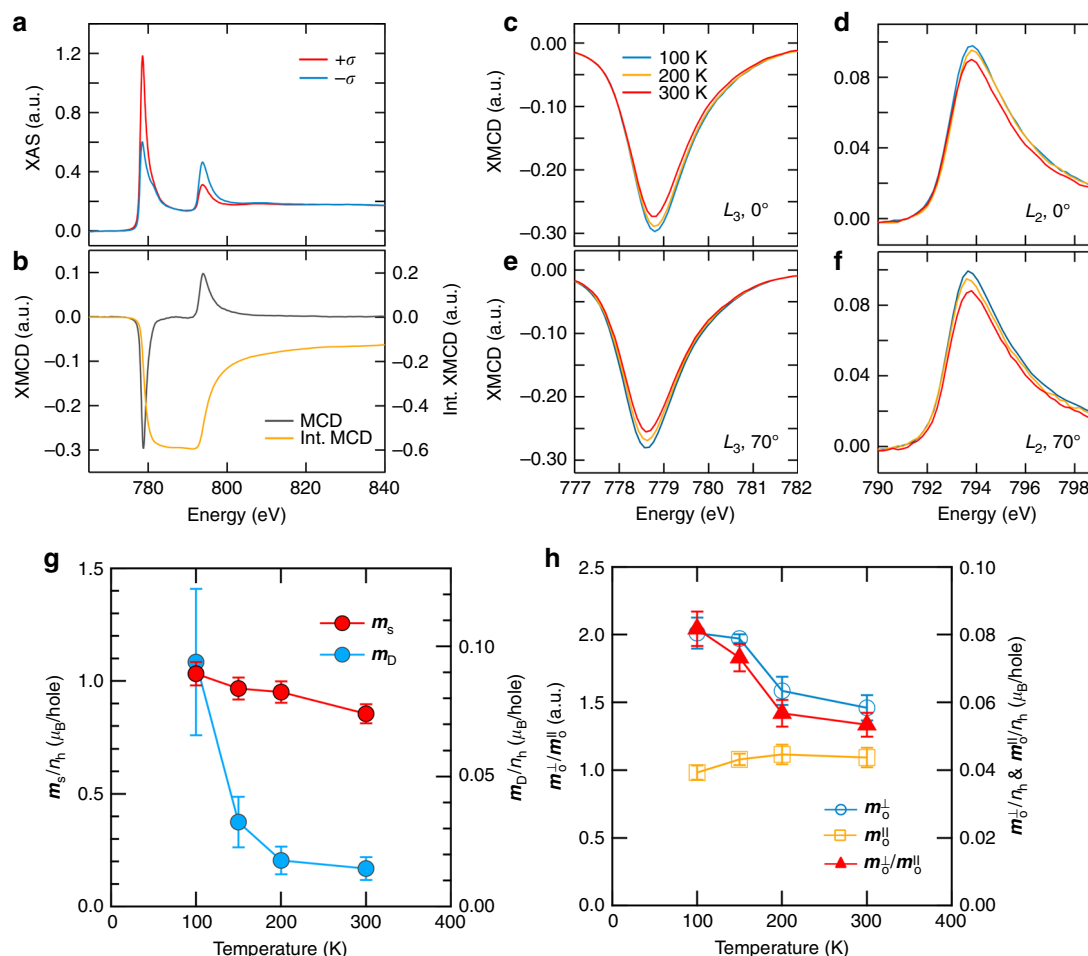 a
XAS (a.u.)
1.2
0.8
0.4
0.0
+σ
−σ
b
XMCD (a.u.)
0.1
0.0
−0.1
−0.2
−0.3
0.2
0.0
−0.2
−0.4
−0.6
Int. XMCD (a.u.)
MCD
Int. MCD
780 800 820 840
Energy (eV)
c
XMCD (a.u.)
0.00
−0.10
−0.20
−0.30
100 K
200 K
300 K
L₃, 0°
d
0.08
0.04
0.00
L₂, 0°
e
XMCD (a.u.)
0.00
−0.10
−0.20
−0.30
L₃, 70°
777 778 779 780 781 782
Energy (eV)
f
0.08
0.04
0.00
L₂, 70°
790 792 794 796 798
Energy (eV)
g
mₛ/nₕ (μ_B/hole)
1.5
1.0
0.5
0.0
mₛ
m_D
0.10
0.05
0.00
m_D/nₕ (μ_B/hole)
0 100 200 300 400
Temperature (K)
h
mₒ⊥/mₒ|| (a.u.)
2.5
2.0
1.5
1.0
0.5
0.0
mₒ⊥
mₒ||
mₒ⊥/mₒ||
0.10
0.08
0.06
0.04
0.02
0.00
mₒ⊥/nₕ & mₒ||/nₕ (μ_B/hole)
0 100 200 300 400
Temperature (K)